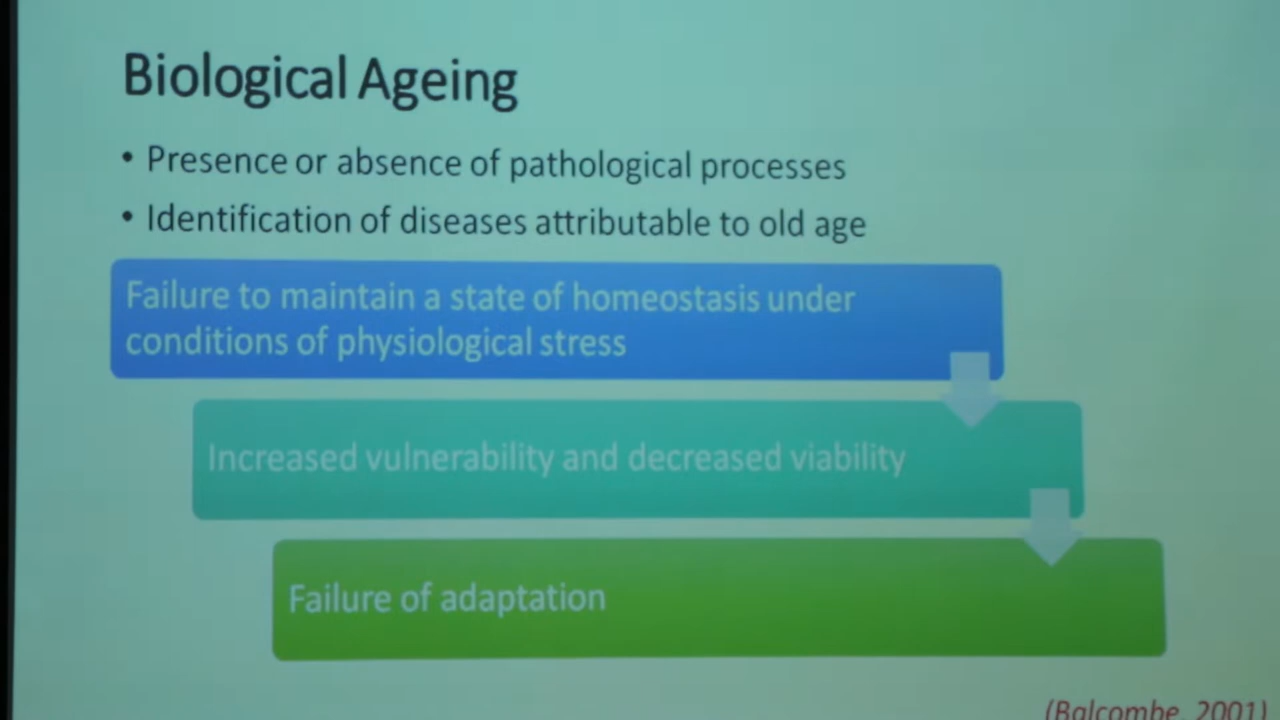 Biological Ageing
• Presence or absence of pathological processes
• Identification of diseases attributable to old age
Failure to maintain a state of homeostasis under
conditions of physiological stress
Increased vulnerability and decreased viability
Failure of adaptation
(Balcombe, 2001)